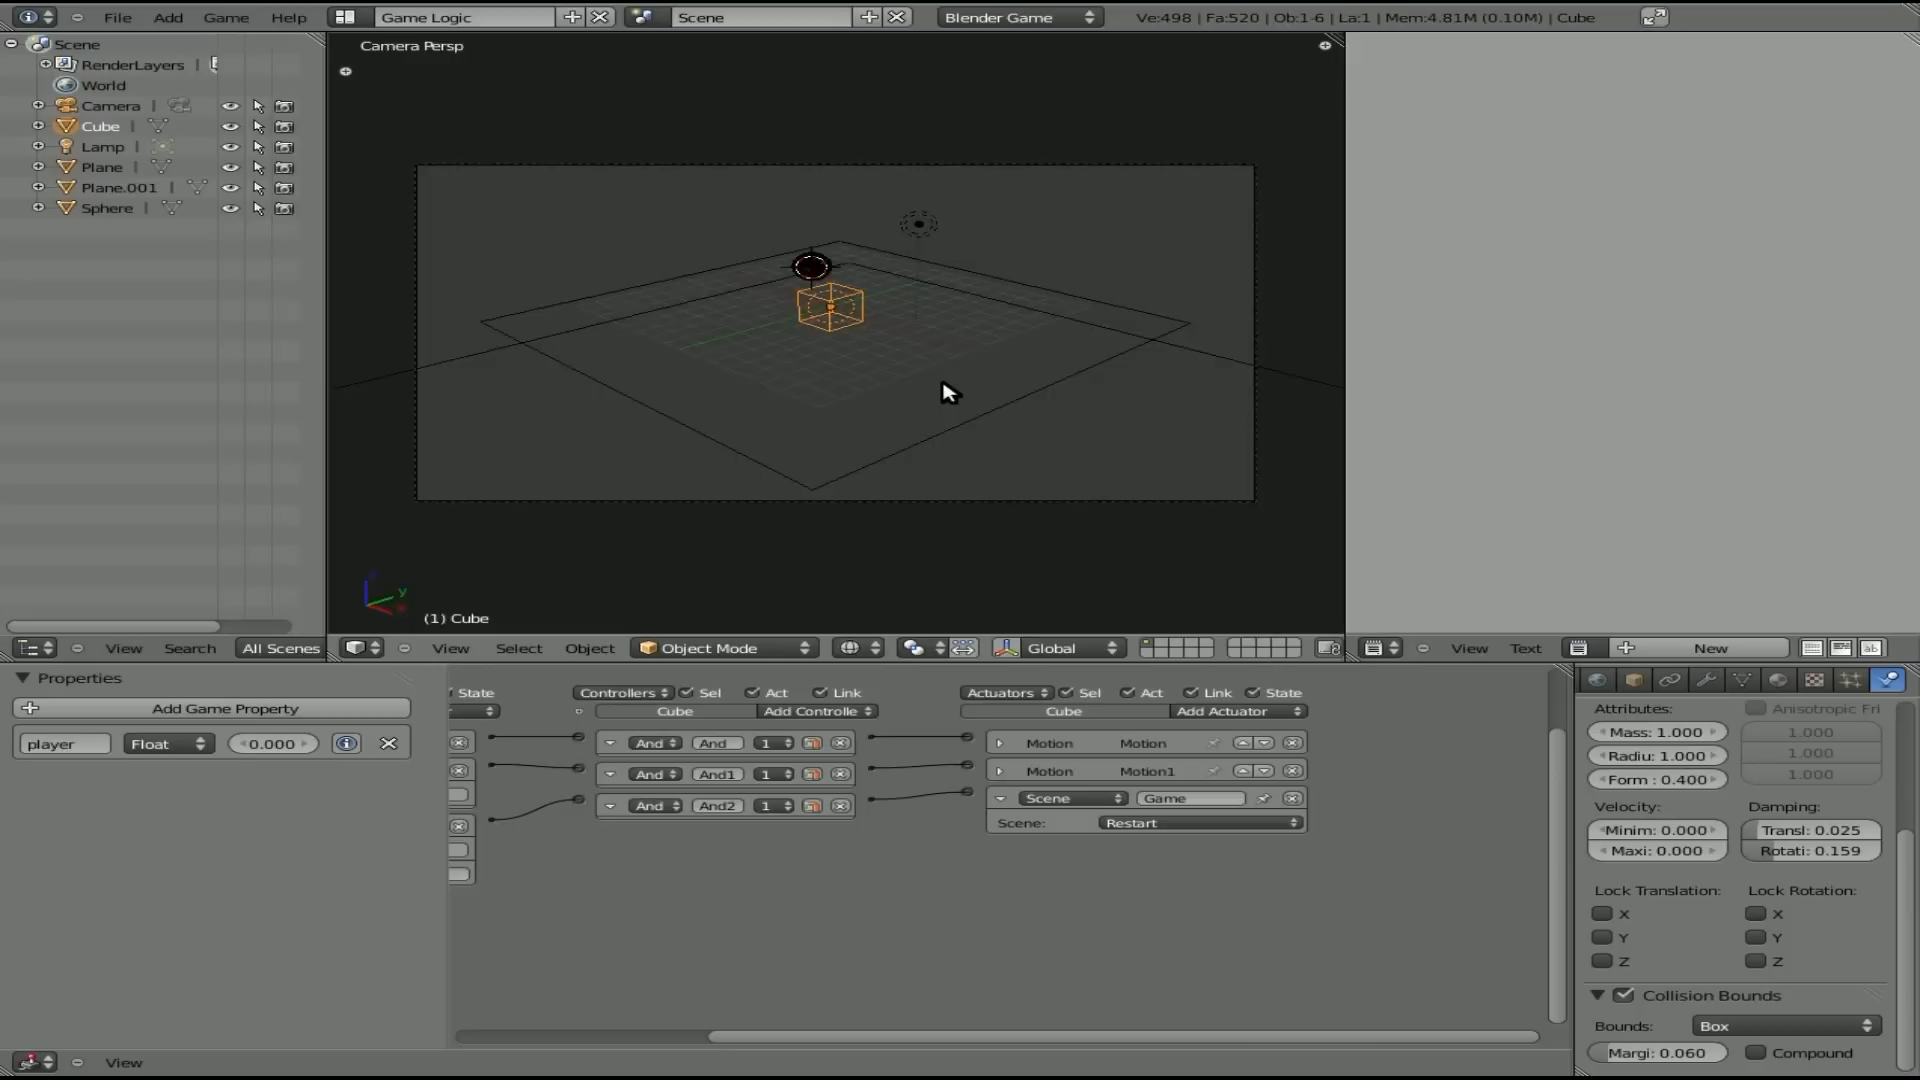 File Add Game Help Game Logic Scene Blender Game Ve:498 | Fa:520 | Ob:1-6 | La:1 | Mem:4.81M (0.10M) | Cube
Scene
RenderLayers |
World
Camera |
Cube |
Lamp |
Plane |
Plane.001 |
Sphere |
Camera Persp
y
(1) Cube
View Search All Scenes
View Select Object Object Mode Global
View Text New
Properties
Add Game Property
player Float 0.000
State Controllers Sel Act Link Actuators Sel Act Link State
Cube Add Controlle Cube Add Actuator
And And 1 Motion Motion
And And1 1 Motion Motion1
And And2 1 Scene Game
Scene: Restart
View
Attributes: Anisotropic Fri
Mass: 1.000 1.000
Radiu: 1.000 1.000
Form : 0.400 1.000
Velocity: Damping:
Minim: 0.000 Transl: 0.025
Maxi: 0.000 Rotati: 0.159
Lock Translation: Lock Rotation:
X X
Y Y
Z Z
Collision Bounds
Bounds: Box
Margi: 0.060 Compound